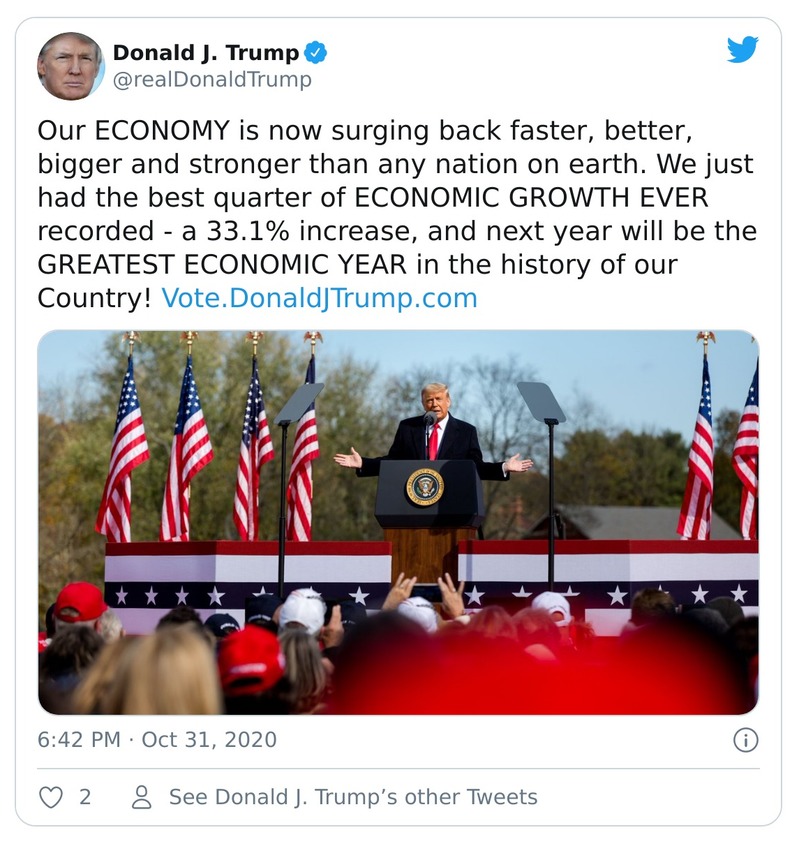 Donald J. Trump
@realDonaldTrump
Our ECONOMY is now surging back faster, better,
bigger and stronger than any nation on earth. We just
had the best quarter of ECONOMIC GROWTH EVER
recorded - a 33.1% increase, and next year will be the
GREATEST ECONOMIC YEAR in the history of our
Country! Vote.DonaldJTrump.com
6:42 PM · Oct 31, 2020
2
See Donald J. Trump’s other Tweets